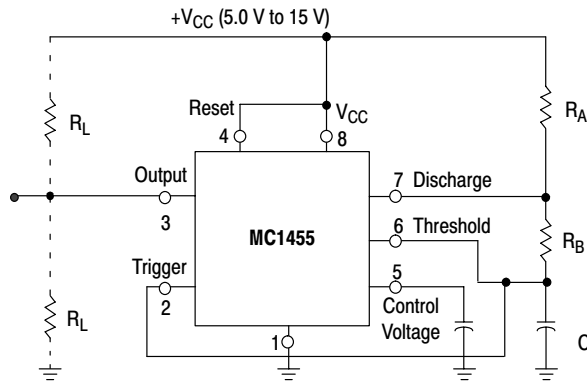 +VCC (5.0 V to 15 V)
RL
Reset
4
VCC
8
RA
Output
3
7 Discharge
MC1455
6 Threshold
RB
Trigger
2
5
Control
Voltage
RL
1
C